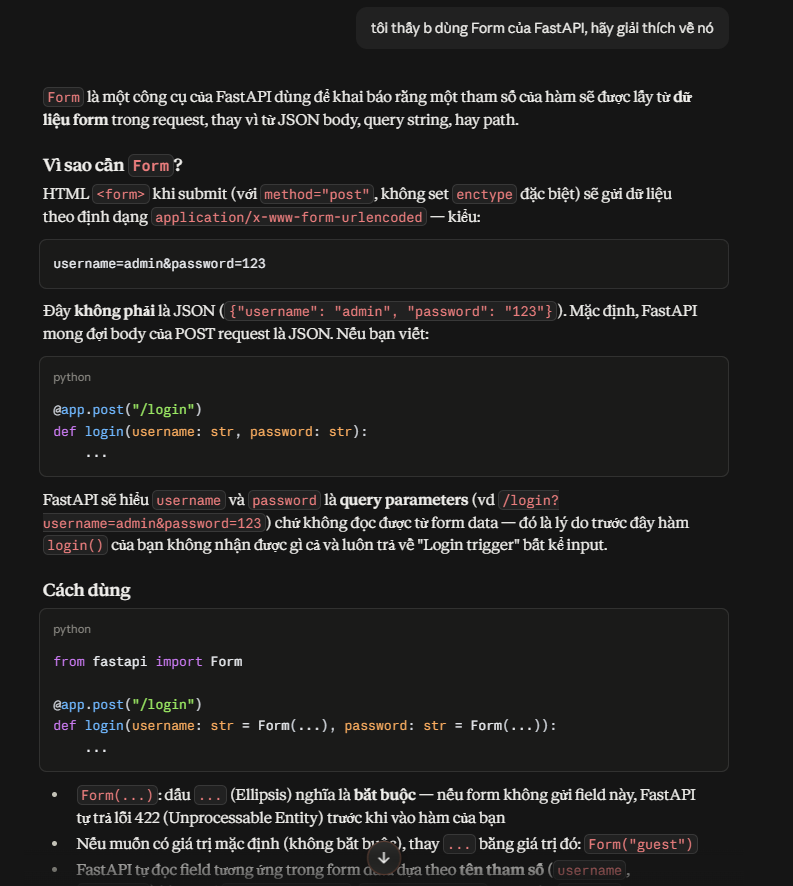 tôi thấy b dùng Form của FastAPI, hãy giải thích về nó
Form là một công cụ của FastAPI dùng để khai báo rằng một tham số của hàm sẽ được lấy từ dữ
liệu form trong request, thay vì từ JSON body, query string, hay path.
Vì sao cần Form?
HTML <form> khi submit (với method="post", không set enctype đặc biệt) sẽ gửi dữ liệu
theo định dạng application/x-www-form-urlencoded — kiểu:
username=admin&password=123
Đây không phải là JSON ({"username": "admin", "password": "123"}). Mặc định, FastAPI
mong đợi body của POST request là JSON. Nếu bạn viết:
python
@app.post("/login")
def login(username: str, password: str):
...
FastAPI sẽ hiểu username và password là query parameters (vd /login?
username=admin&password=123) chứ không đọc được từ form data — đó là lý do trước đây hàm
login() của bạn không nhận được gì cả và luôn trả về "Login trigger" bất kể input.
Cách dùng
python
from fastapi import Form
@app.post("/login")
def login(username: str = Form(...), password: str = Form(...)):
...
• Form(...): dấu ... (Ellipsis) nghĩa là bắt buộc — nếu form không gửi field này, FastAPI
tự trả lỗi 422 (Unprocessable Entity) trước khi vào hàm của bạn
• Nếu muốn có giá trị mặc định (không bắt buộc), thay ... bằng giá trị đó: Form("guest")
• FastAPI tự đọc field tương ứng trong form data dựa theo tên tham số (username,